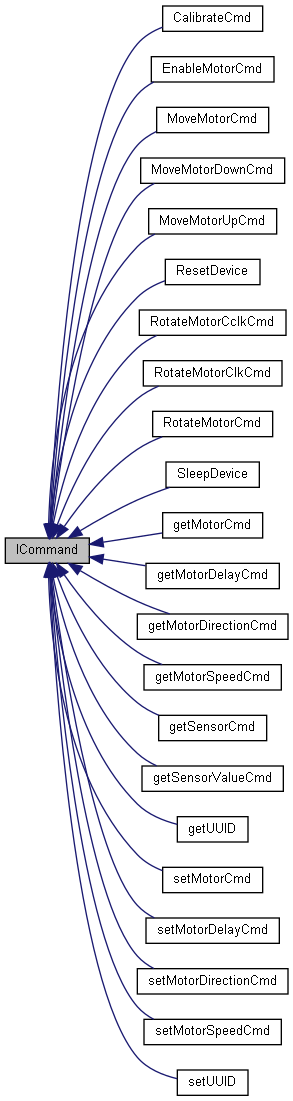 CalibrateCmd
EnableMotorCmd
MoveMotorCmd
MoveMotorDownCmd
MoveMotorUpCmd
ResetDevice
RotateMotorCclkCmd
RotateMotorClkCmd
RotateMotorCmd
SleepDevice
getMotorCmd
ICommand
getMotorDelayCmd
getMotorDirectionCmd
getMotorSpeedCmd
getSensorCmd
getSensorValueCmd
getUUID
setMotorCmd
setMotorDelayCmd
setMotorDirectionCmd
setMotorSpeedCmd
setUUID